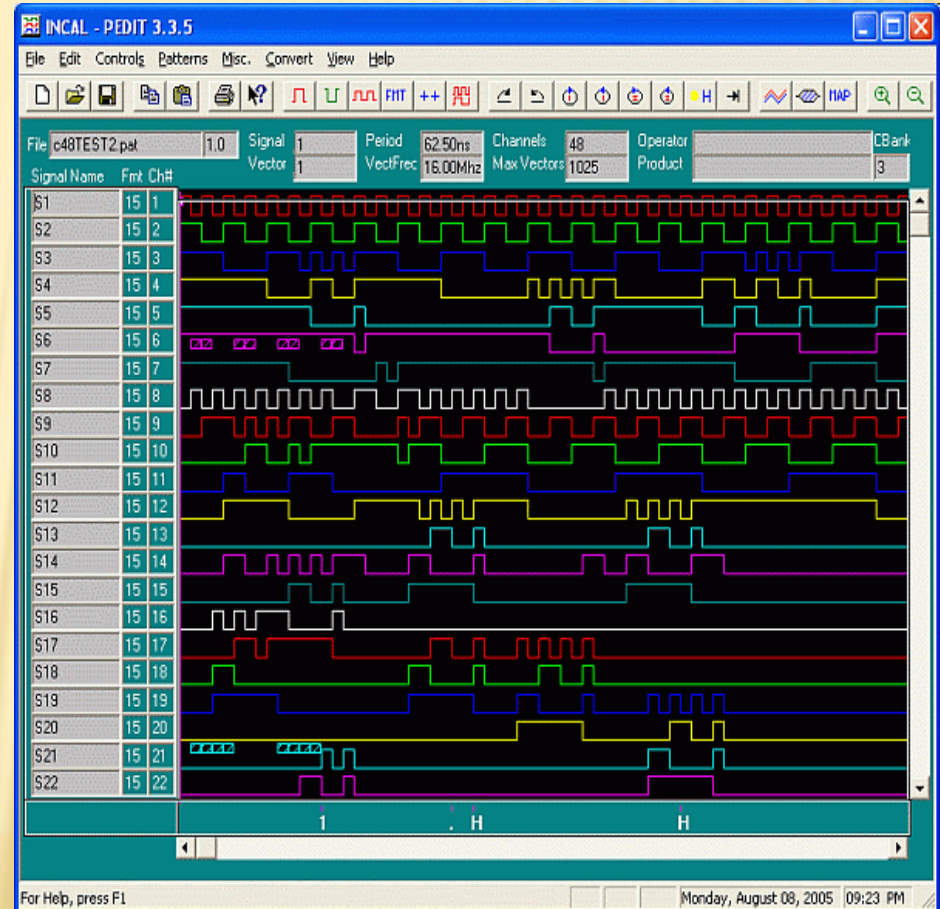 INCAL - PEDIT 3.3.5
File Edit Controls Patterns Misc. Convert View Help
FMT ++ H MAP
File c48TEST2.pat 1.0 Signal 1 Period 62.50ns Channels 48 Operator CBank
Vector 1 VectFrec 16.00Mhz Max Vectors 1025 Product 3
Signal Name Fmt Ch#
S1 15 1
S2 15 2
S3 15 3
S4 15 4
S5 15 5
S6 15 6
S7 15 7
S8 15 8
S9 15 9
S10 15 10
S11 15 11
S12 15 12
S13 15 13
S14 15 14
S15 15 15
S16 15 16
S17 15 17
S18 15 18
S19 15 19
S20 15 20
S21 15 21
S22 15 22
1 . H H
For Help, press F1 Monday, August 08, 2005 09:23 PM